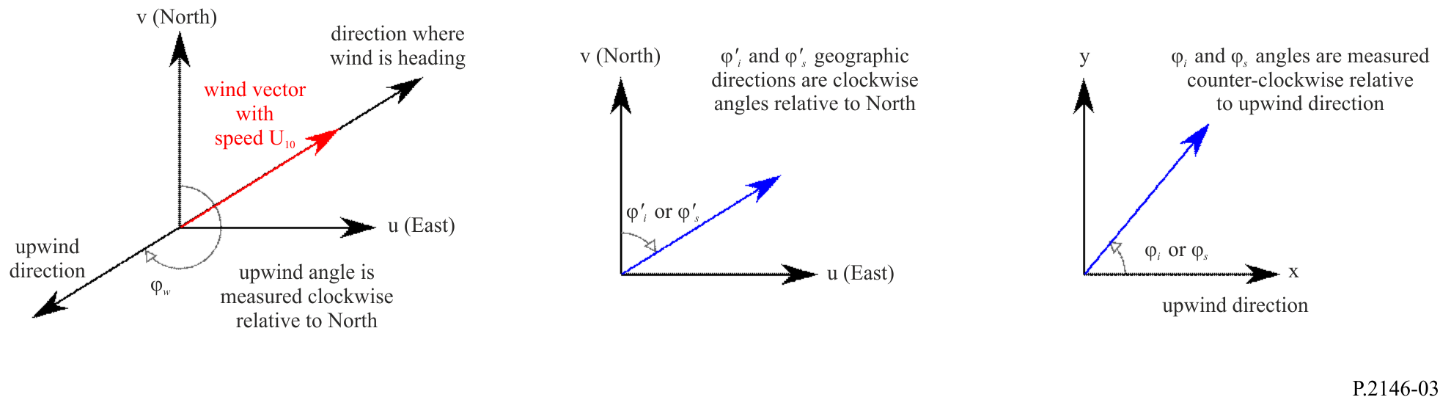 v (North)
direction where
wind is heading
wind vector
with
speed U₁₀
u (East)
upwind
direction
φw
upwind angle is
measured clockwise
relative to North
v (North)
φ′i and φ′s geographic
directions are clockwise
angles relative to North
φ′i or φ′s
u (East)
y
φi and φs angles are measured
counter-clockwise relative
to upwind direction
φi or φs
x
upwind direction
P.2146-03